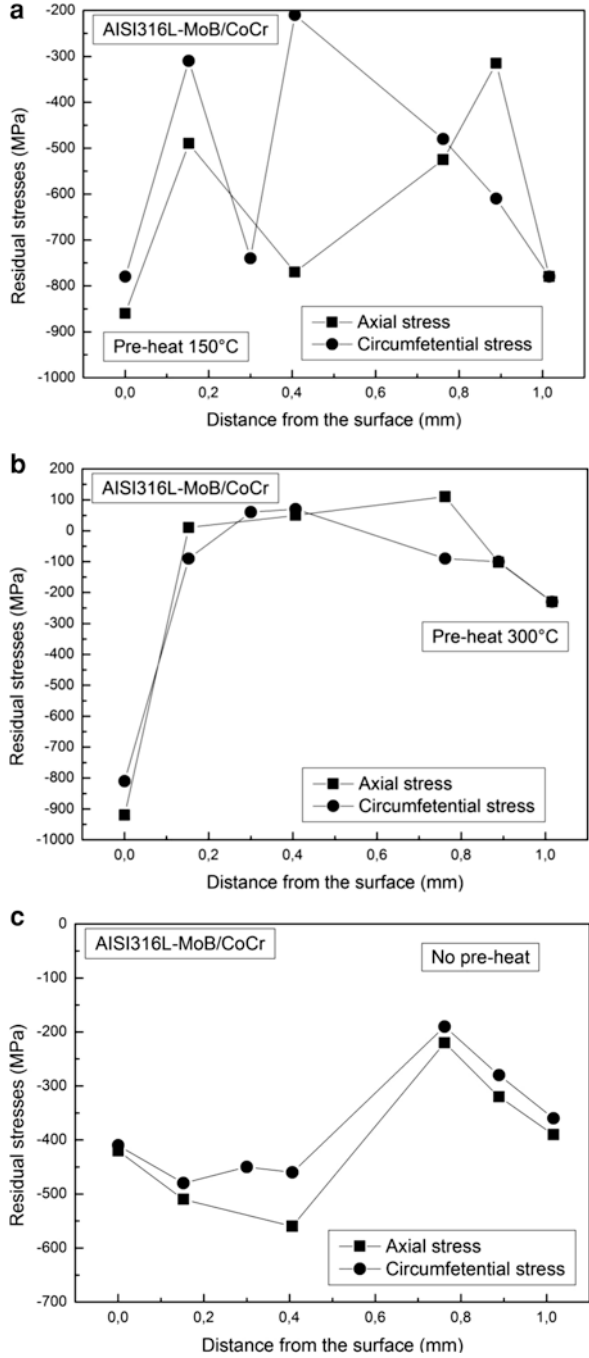 a
AISI316L-MoB/CoCr
-200
-300
-400
-500
-600
-700
-800
-900
-1000
Residual stresses (MPa)
Axial stress
Circumfetential stress
Pre-heat 150°C
0,0 0,2 0,4 0,6 0,8 1,0
Distance from the surface (mm)
b
AISI316L-MoB/CoCr
200
100
0
-100
-200
-300
-400
-500
-600
-700
-800
-900
-1000
Residual stresses (MPa)
Pre-heat 300°C
Axial stress
Circumfetential stress
0,0 0,2 0,4 0,6 0,8 1,0
Distance from the surface (mm)
c
AISI316L-MoB/CoCr
No pre-heat
0
-100
-200
-300
-400
-500
-600
-700
Residual stresses (MPa)
Axial stress
Circumfetential stress
0,0 0,2 0,4 0,6 0,8 1,0
Distance from the surface (mm)